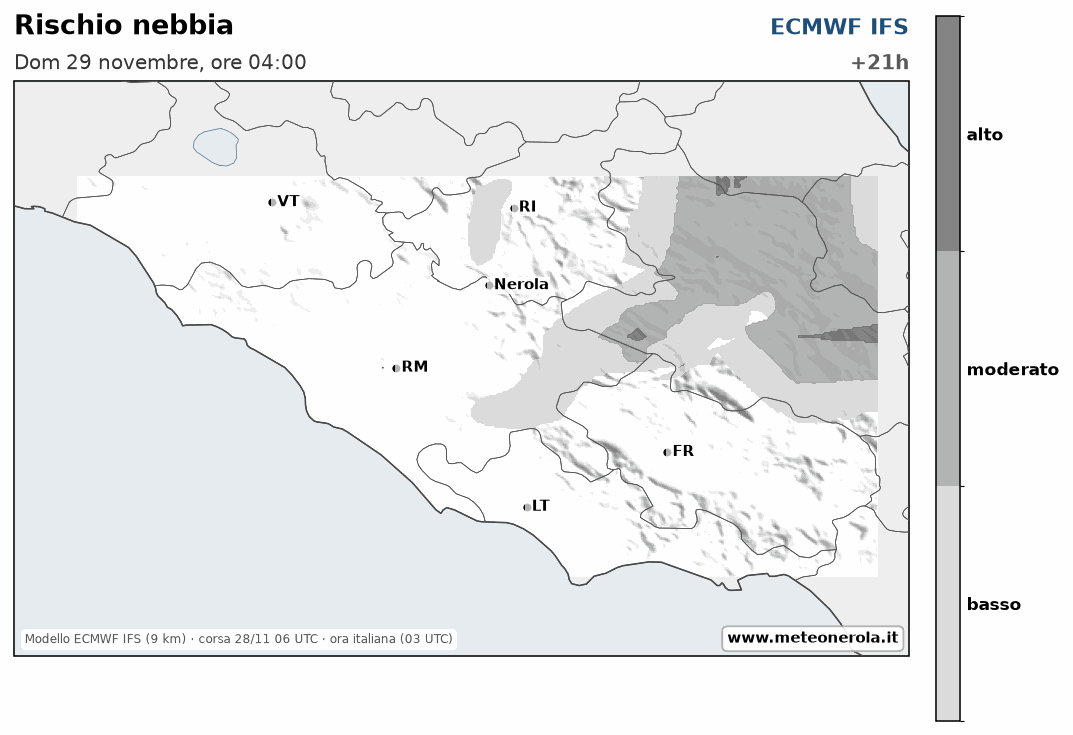 Rischio nebbia
ECMWF IFS
Dom 29 novembre, ore 04:00
+21h
alto
VT
RI
Nerola
moderato
RM
FR
LT
basso
Modello ECMWF IFS (9 km) · corsa 28/11 06 UTC · ora italiana (03 UTC)
www.meteonerola.it